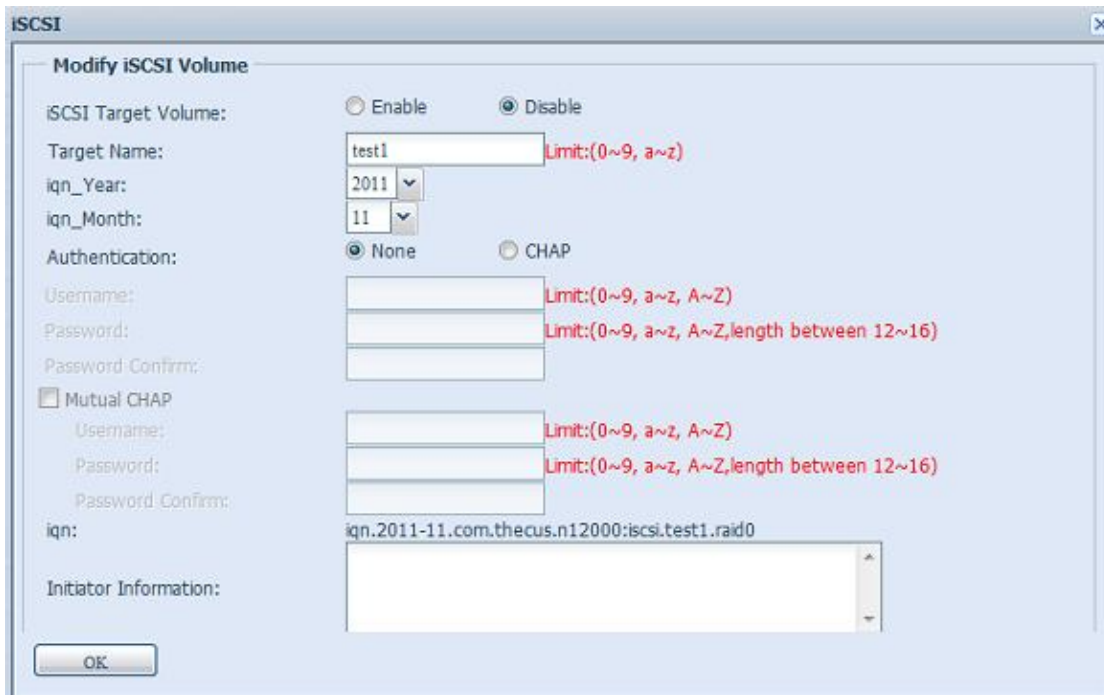 iSCSI
Modify iSCSI Volume
iSCSI Target Volume: Enable Disable
Target Name: test1 Limit:(0~9, a~z)
iqn_Year: 2011
iqn_Month: 11
Authentication: None CHAP
Username: Limit:(0~9, a~z, A~Z)
Password: Limit:(0~9, a~z, A~Z,length between 12~16)
Password Confirm:
Mutual CHAP
Username: Limit:(0~9, a~z, A~Z)
Password: Limit:(0~9, a~z, A~Z,length between 12~16)
Password Confirm:
iqn: iqn.2011-11.com.thecus.n12000:iscsi.test1.raid0
Initiator Information:
OK